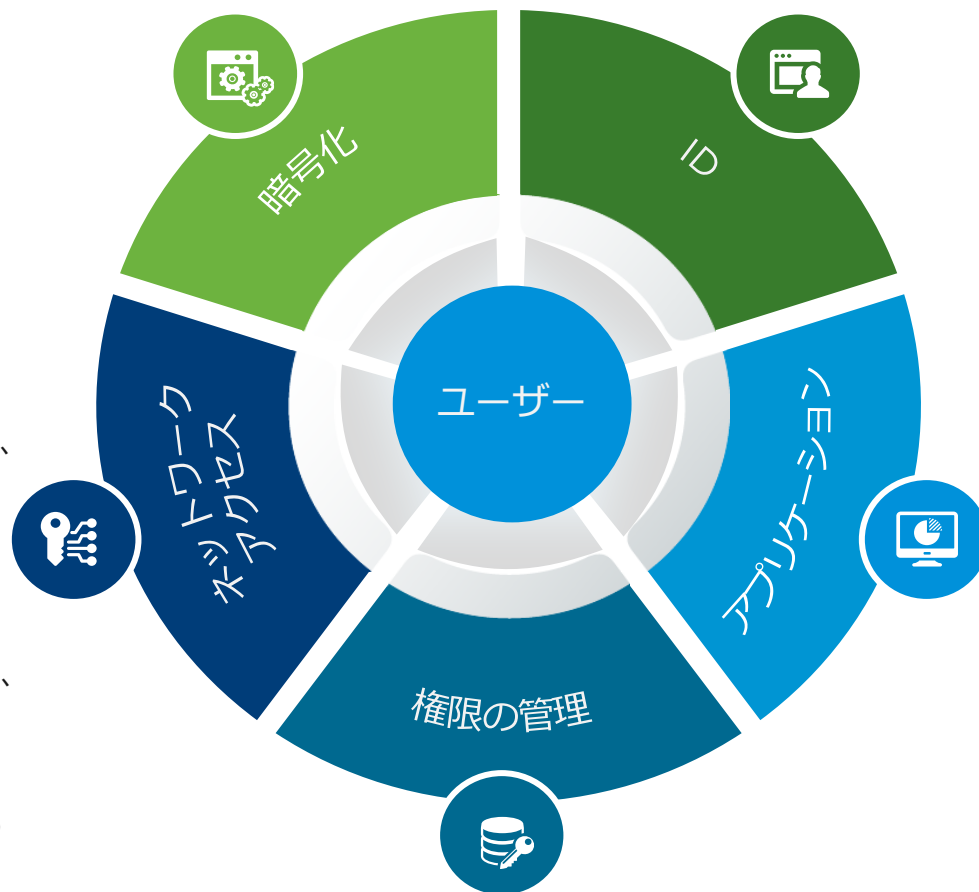 暗号化
ID
ユーザー
ネットワーク
アクセス
アプリケーション
権限の管理
、
、